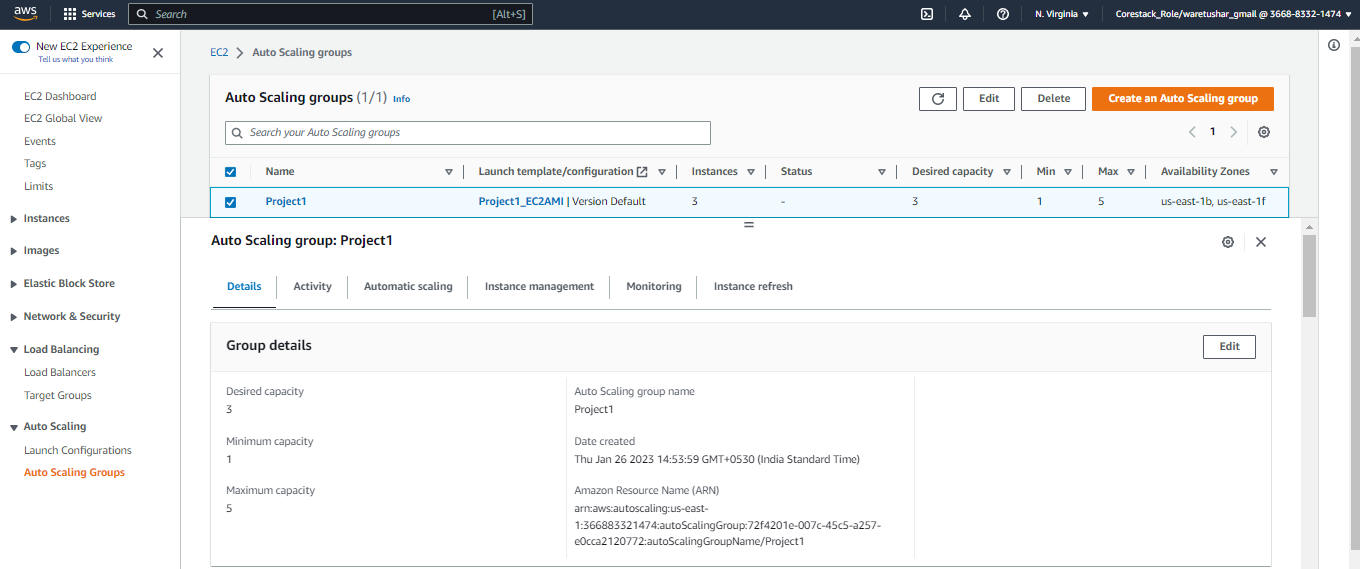 aws Services Search [Alt+S] N. Virginia Corestack_Role/waretushar_gmail @ 3668-8332-1474
New EC2 Experience
Tell us what you think
EC2 Dashboard
EC2 Global View
Events
Tags
Limits
Instances
Images
Elastic Block Store
Network & Security
Load Balancing
Load Balancers
Target Groups
Auto Scaling
Launch Configurations
Auto Scaling Groups
EC2 Auto Scaling groups
Auto Scaling groups (1/1) Info Edit Delete Create an Auto Scaling group
Search your Auto Scaling groups 1
Name Launch template/configuration Instances Status Desired capacity Min Max Availability Zones
Project1 Project1_EC2AMI | Version Default 3 - 3 1 5 us-east-1b, us-east-1f
Auto Scaling group: Project1
Details Activity Automatic scaling Instance management Monitoring Instance refresh
Group details Edit
Desired capacity
3
Minimum capacity
1
Maximum capacity
5
Auto Scaling group name
Project1
Date created
Thu Jan 26 2023 14:53:59 GMT+0530 (India Standard Time)
Amazon Resource Name (ARN)
arn:aws:autoscaling:us-east-
1:366883321474:autoScalingGroup:72f4201e-007c-45c5-a257-
e0cca2120772:autoScalingGroupName/Project1